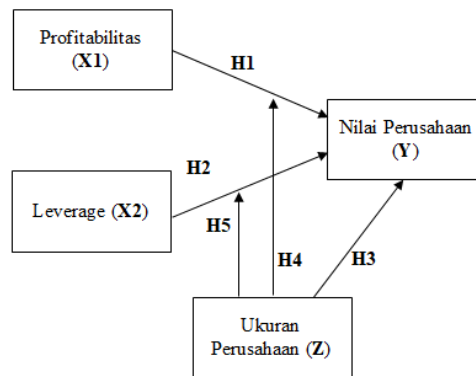 Profitabilitas
(X1)
H1
Nilai Perusahaan
(Y)
H2
Leverage (X2)
H5
H4
H3
Ukuran
Perusahaan (Z)